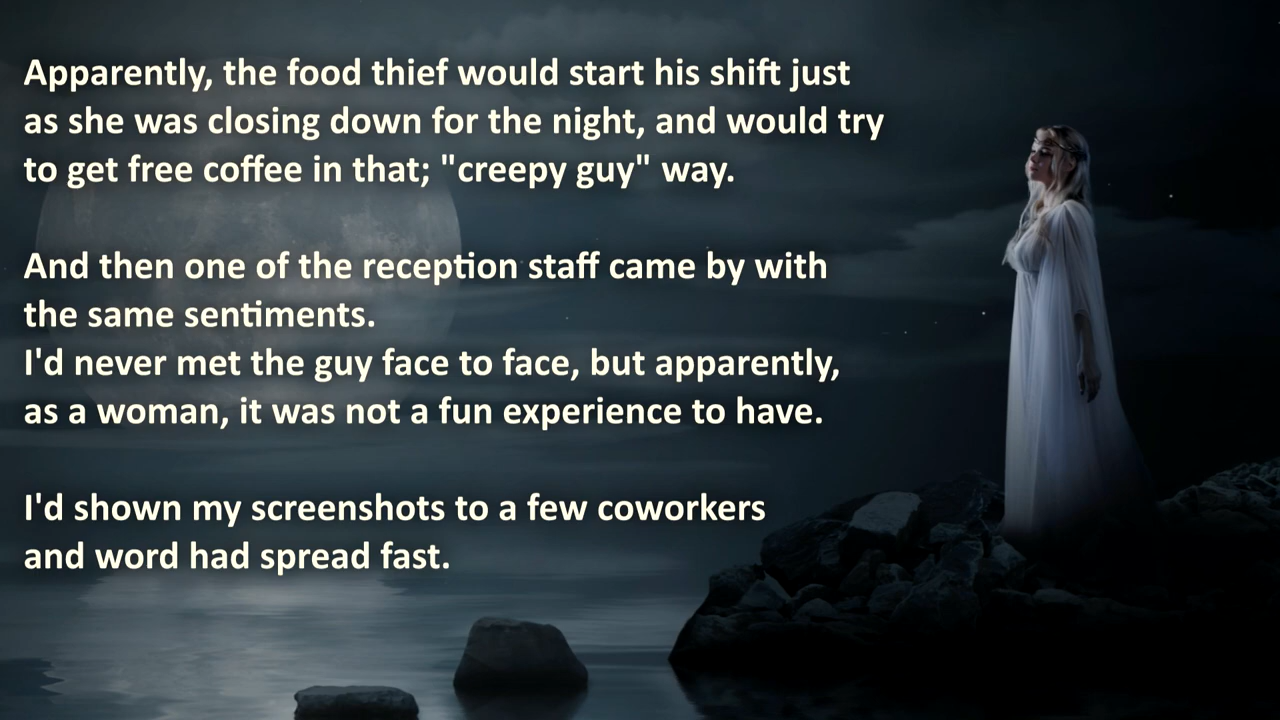 Apparently, the food thief would start his shift just
as she was closing down for the night, and would try
to get free coffee in that; "creepy guy" way.
And then one of the reception staff came by with
the same sentiments.
I'd never met the guy face to face, but apparently,
as a woman, it was not a fun experience to have.
I'd shown my screenshots to a few coworkers
and word had spread fast.